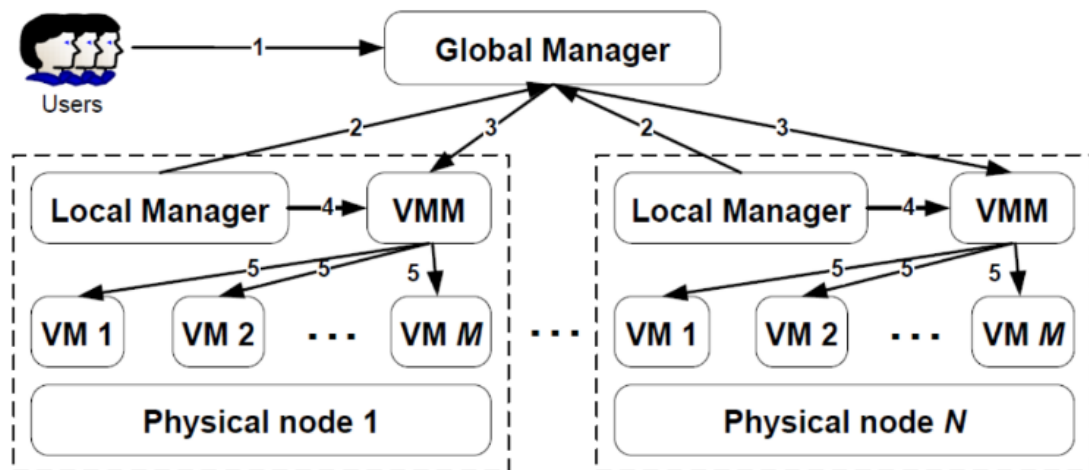 1
Global Manager
Users
2 3 2 3
Local Manager 4 VMM Local Manager 4 VMM
5 5 5 5 5 5
VM 1 VM 2 ... VM M ... VM 1 VM 2 ... VM M
Physical node 1 Physical node N